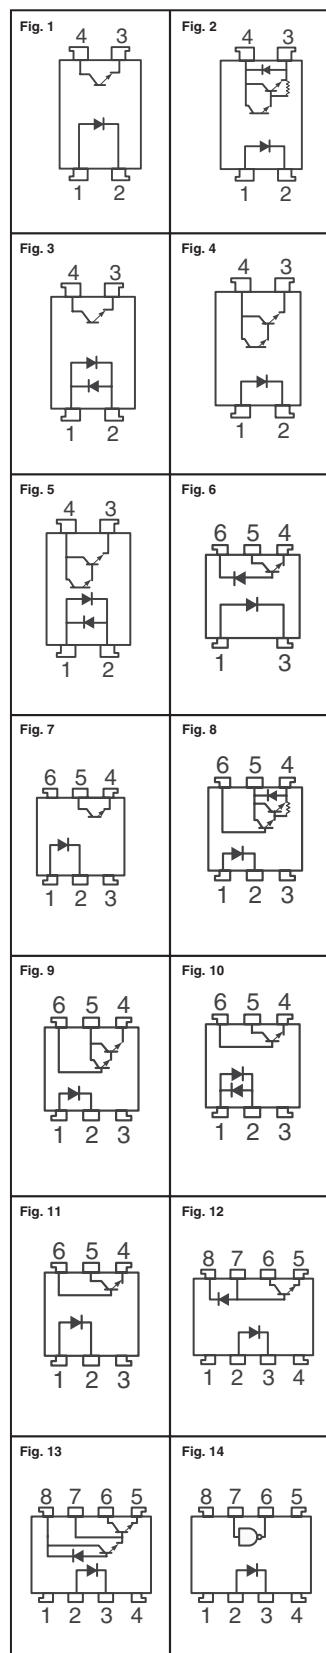 Fig. 1
4 3
1 2
Fig. 2
4 3
1 2
Fig. 3
4 3
1 2
Fig. 4
4 3
1 2
Fig. 5
4 3
1 2
Fig. 6
6 5 4
1 3
Fig. 7
6 5 4
1 2 3
Fig. 8
6 5 4
1 2 3
Fig. 9
6 5 4
1 2 3
Fig. 10
6 5 4
1 2 3
Fig. 11
6 5 4
1 2 3
Fig. 12
8 7 6 5
1 2 3 4
Fig. 13
8 7 6 5
1 2 3 4
Fig. 14
8 7 6 5
1 2 3 4